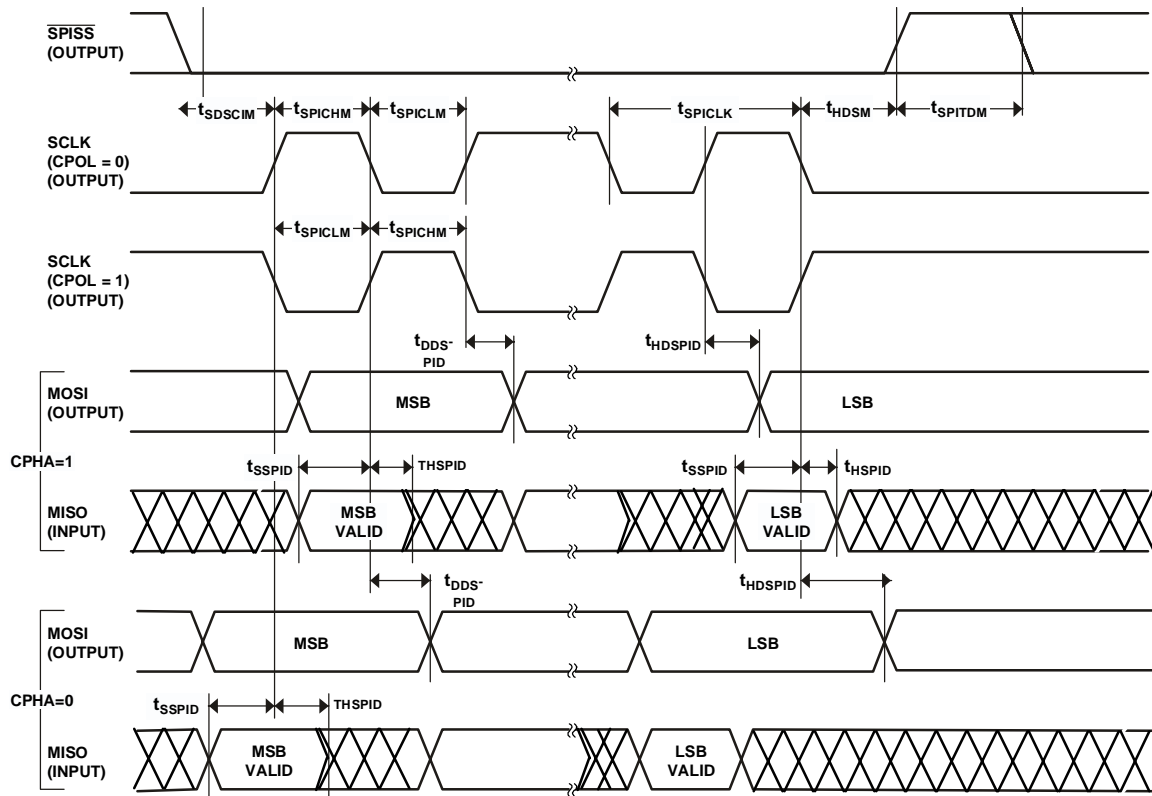 SPISS
(OUTPUT)
tSDSCIM tSPICHM tSPICLM tSPICLK tHDSM tSPITDM
SCLK
(CPOL = 0)
(OUTPUT)
tSPICLM tSPICHM
SCLK
(CPOL = 1)
(OUTPUT)
tDDS-
PID
tHDSPID
MOSI
(OUTPUT)
MSB
LSB
CPHA=1
tSSPID THSPID tSSPID tHSPID
MISO
(INPUT)
MSB
VALID
LSB
VALID
tDDS-
PID
tHDSPID
MOSI
(OUTPUT)
MSB
LSB
CPHA=0
tSSPID THSPID
MISO
(INPUT)
MSB
VALID
LSB
VALID